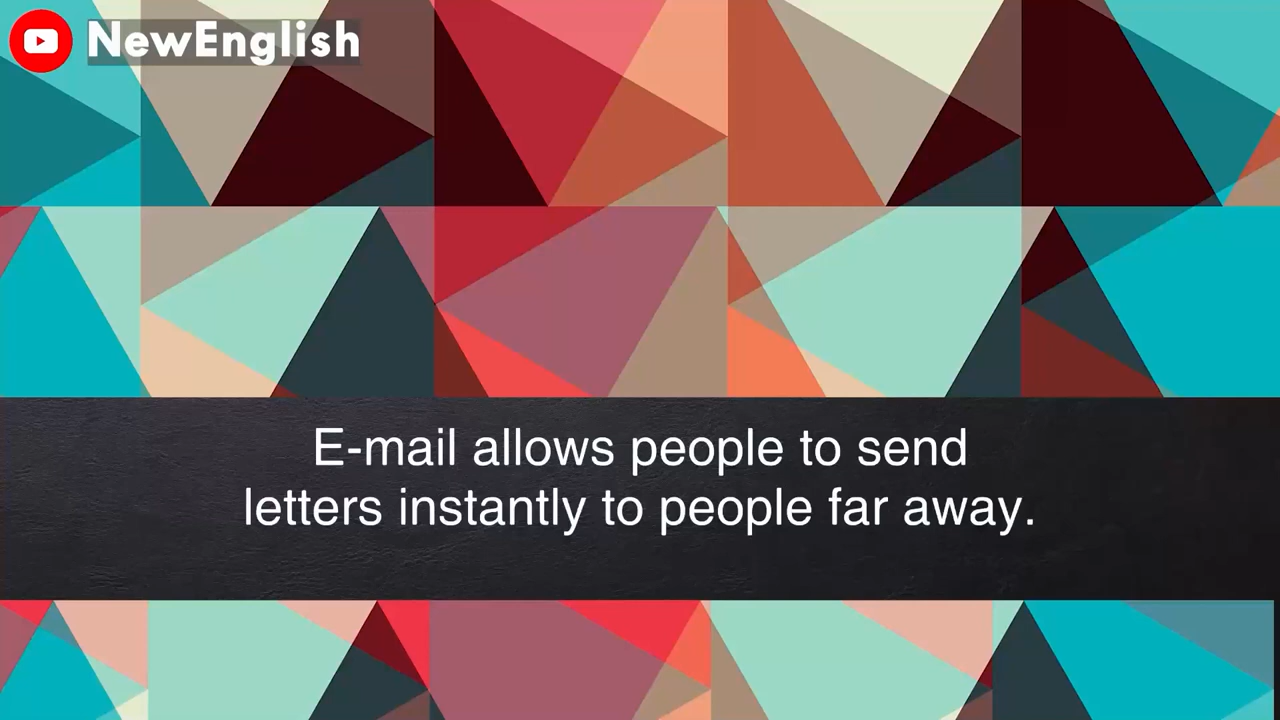 NewEnglish
E-mail allows people to send
letters instantly to people far away.